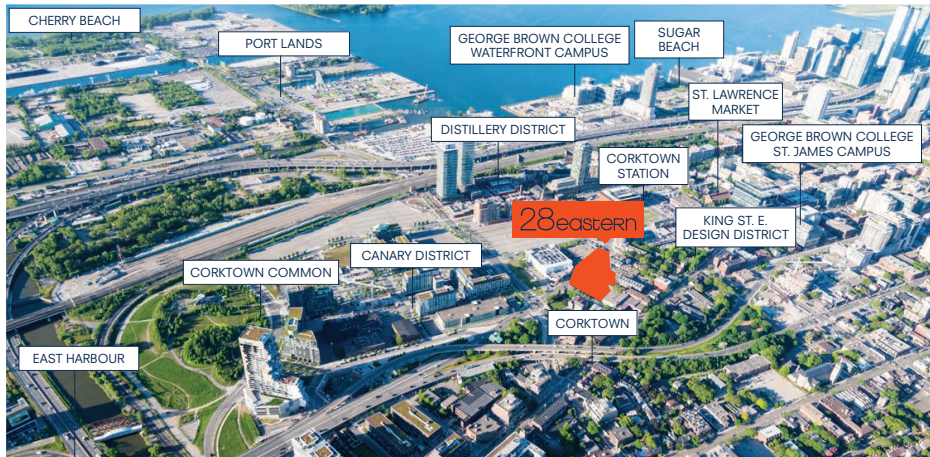 CHERRY BEACH
PORT LANDS
GEORGE BROWN COLLEGE
WATERFRONT CAMPUS
SUGAR
BEACH
ST. LAWRENCE
MARKET
DISTILLERY DISTRICT
GEORGE BROWN COLLEGE
ST. JAMES CAMPUS
CORKTOWN
STATION
28eastern
KING ST. E.
DESIGN DISTRICT
CANARY DISTRICT
CORKTOWN COMMON
CORKTOWN
EAST HARBOUR